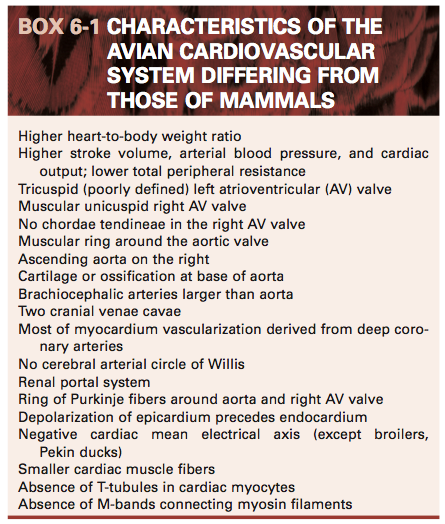 BOX 6-1 CHARACTERISTICS OF THE
AVIAN CARDIOVASCULAR
SYSTEM DIFFERING FROM
THOSE OF MAMMALS
Higher heart-to-body weight ratio
Higher stroke volume, arterial blood pressure, and cardiac
output; lower total peripheral resistance
Tricuspid (poorly defined) left atrioventricular (AV) valve
Muscular unicuspid right AV valve
No chordae tendineae in the right AV valve
Muscular ring around the aortic valve
Ascending aorta on the right
Cartilage or ossification at base of aorta
Brachiocephalic arteries larger than aorta
Two cranial venae cavae
Most of myocardium vascularization derived from deep coro-
nary arteries
No cerebral arterial circle of Willis
Renal portal system
Ring of Purkinje fibers around aorta and right AV valve
Depolarization of epicardium precedes endocardium
Negative cardiac mean electrical axis (except broilers,
Pekin ducks)
Smaller cardiac muscle fibers
Absence of T-tubules in cardiac myocytes
Absence of M-bands connecting myosin filaments